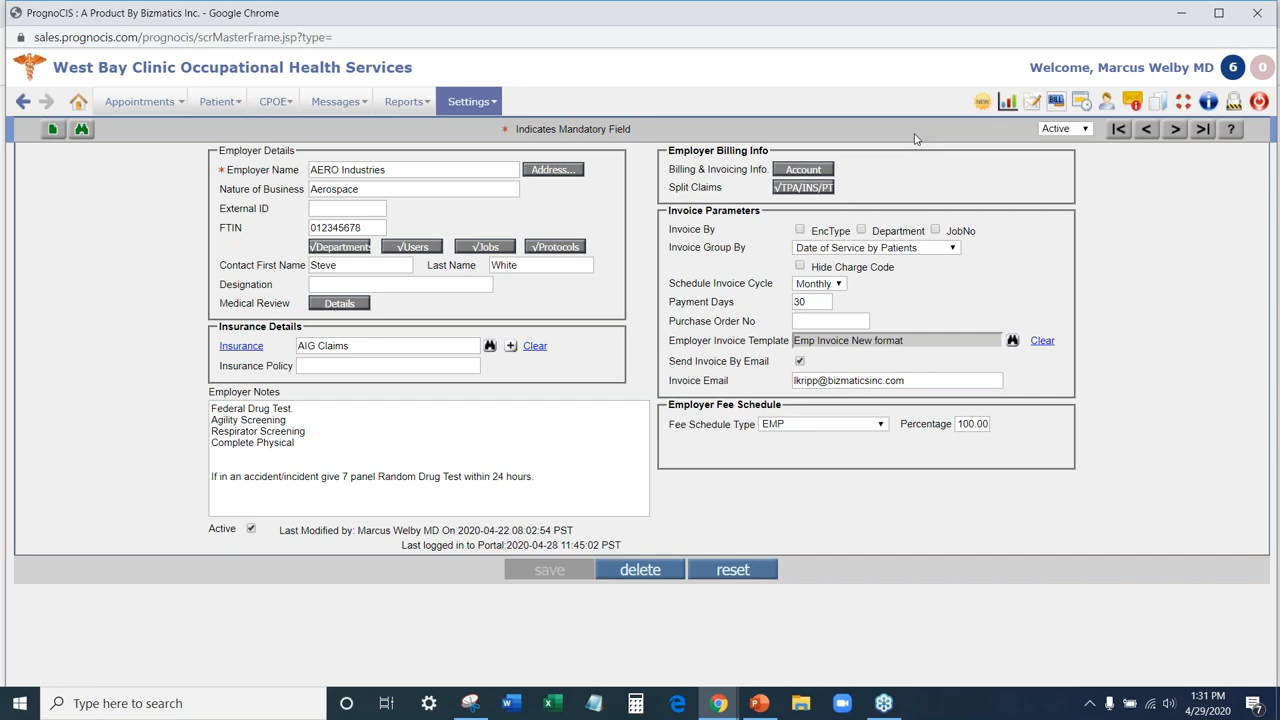 PrognoCIS : A Product By Bizmatics Inc. - Google Chrome
sales.prognocis.com/prognocis/scrMasterFrame.jsp?type=
West Bay Clinic Occupational Health Services
Welcome, Marcus Welby MD 6 0
Appointments Patient CPOE Messages Reports Settings
NEW BILL
* Indicates Mandatory Field
Active
?
Employer Details
* Employer Name AERO Industries Address...
Nature of Business Aerospace
External ID
FTIN 012345678
√Departments √Users √Jobs √Protocols
Contact First Name Steve Last Name White
Designation
Medical Review Details
Insurance Details
Insurance AIG Claims Clear
Insurance Policy
Employer Notes
Federal Drug Test.
Agility Screening
Respirator Screening
Complete Physical
If in an accident/incident give 7 panel Random Drug Test within 24 hours.
Active Last Modified by: Marcus Welby MD On 2020-04-22 08:02:54 PST
Last logged in to Portal:2020-04-28 11:45:02 PST
Employer Billing Info
Billing & Invoicing Info. Account
Split Claims √TPA/INS/PT
Invoice Parameters
Invoice By EncType Department JobNo
Invoice Group By Date of Service by Patients
Hide Charge Code
Schedule Invoice Cycle Monthly
Payment Days 30
Purchase Order No
Employer Invoice Template Emp Invoice New format Clear
Send Invoice By Email
Invoice Email lkripp@bizmaticsinc.com
Employer Fee Schedule
Fee Schedule Type EMP Percentage 100.00
save delete reset
Type here to search
1:31 PM
4/29/2020
7